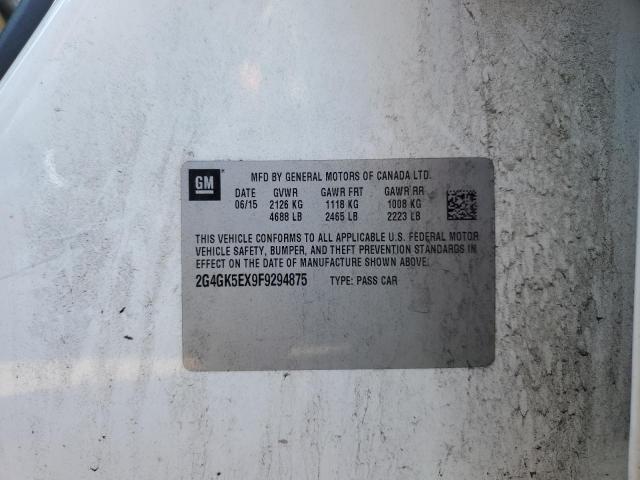 GM
MFD BY GENERAL MOTORS OF CANADA LTD.
DATE GVWR GAWR FRT GAWR RR
06/15 2126 KG 1118 KG 1008 KG
4688 LB 2465 LB 2223 LB
THIS VEHICLE CONFORMS TO ALL APPLICABLE U.S. FEDERAL MOTOR
VEHICLE SAFETY, BUMPER, AND THEFT PREVENTION STANDARDS IN
EFFECT ON THE DATE OF MANUFACTURE SHOWN ABOVE.
2G4GK5EX9F9294875 TYPE: PASS CAR